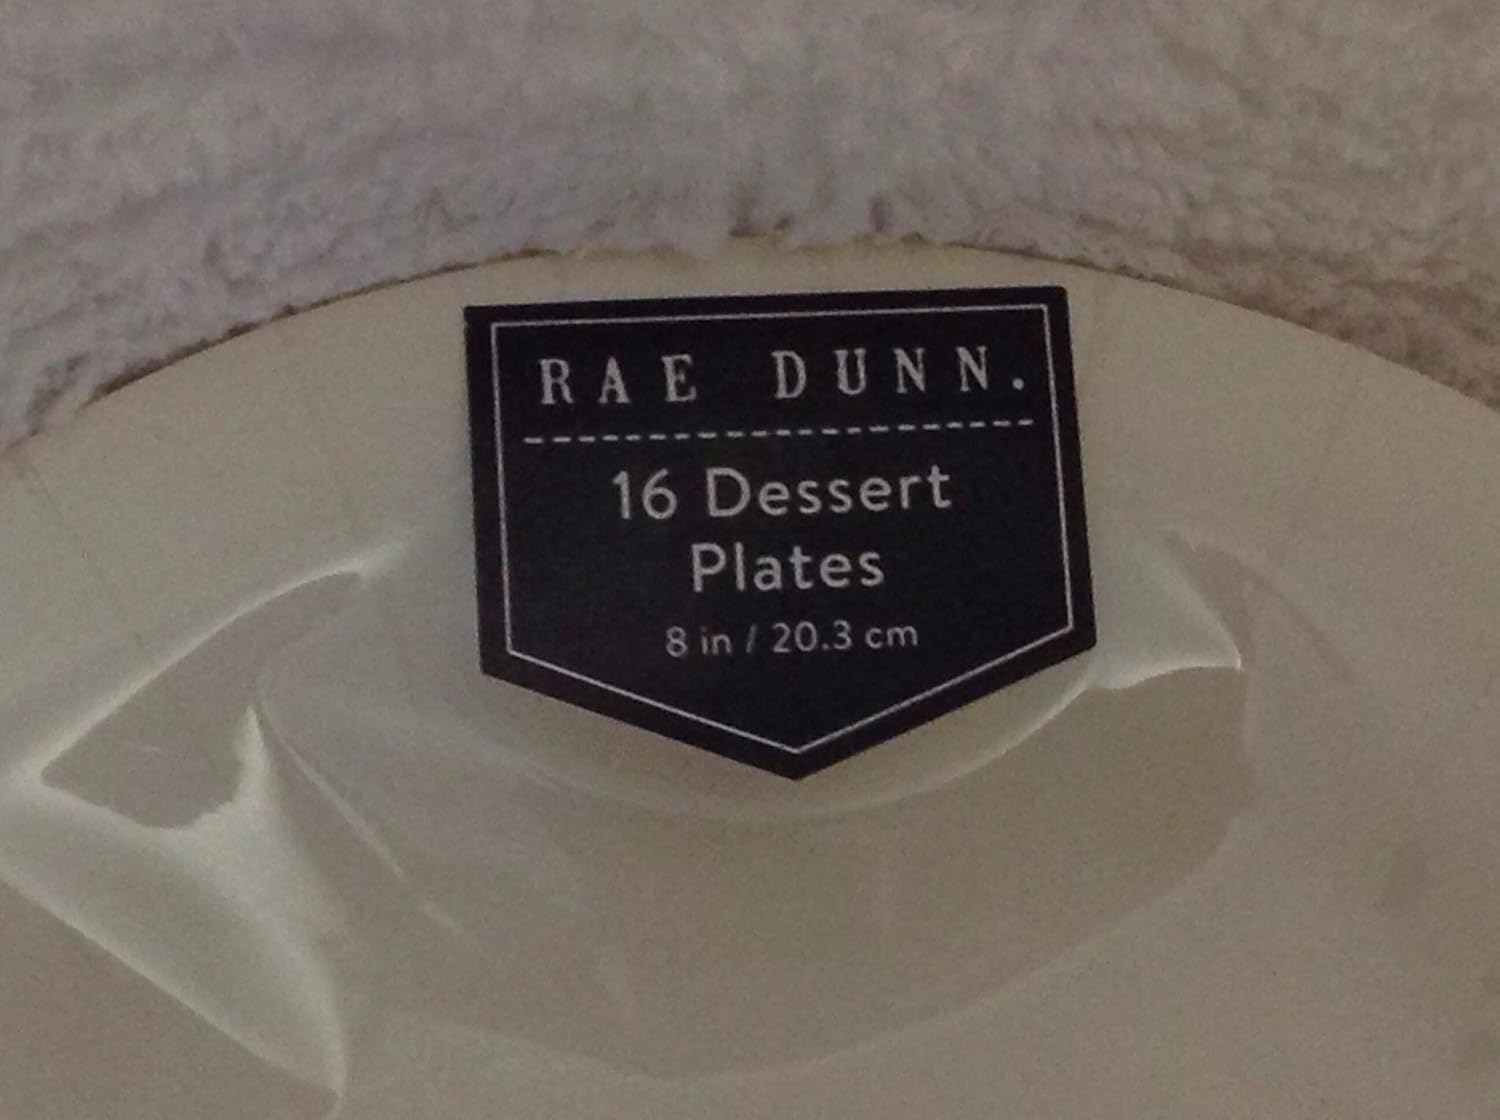 RAE DUNN.
16 Dessert
Plates
8 in / 20.3 cm